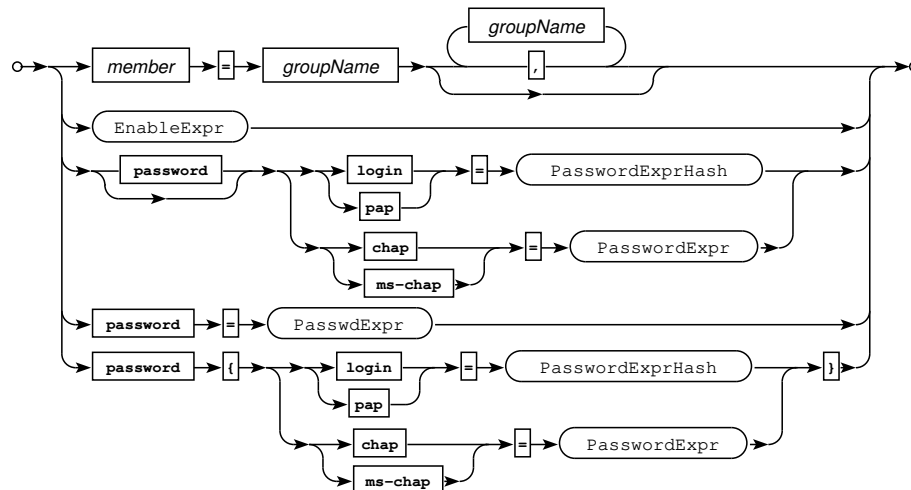 groupName
member = groupName ,
EnableExpr
password login = PasswordExprHash
pap
chap = PasswordExpr
ms-chap
password = PasswdExpr
password { login = PasswordExprHash }
pap
chap = PasswordExpr
ms-chap